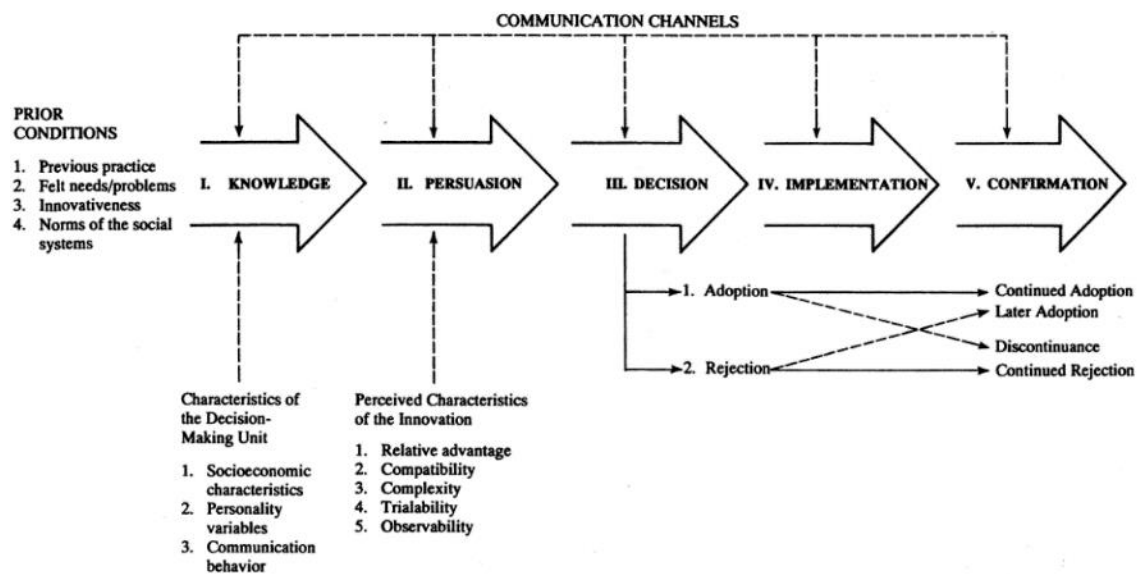 COMMUNICATION CHANNELS
PRIOR
CONDITIONS
1. Previous practice
2. Felt needs/problems
3. Innovativeness
4. Norms of the social
systems
I. KNOWLEDGE
II. PERSUASION
III. DECISION
IV. IMPLEMENTATION
V. CONFIRMATION
1. Adoption
2. Rejection
Continued Adoption
Later Adoption
Discontinuance
Continued Rejection
Characteristics of
the Decision-
Making Unit
1. Socioeconomic
characteristics
2. Personality
variables
3. Communication
behavior
Perceived Characteristics
of the Innovation
1. Relative advantage
2. Compatibility
3. Complexity
4. Trialability
5. Observability